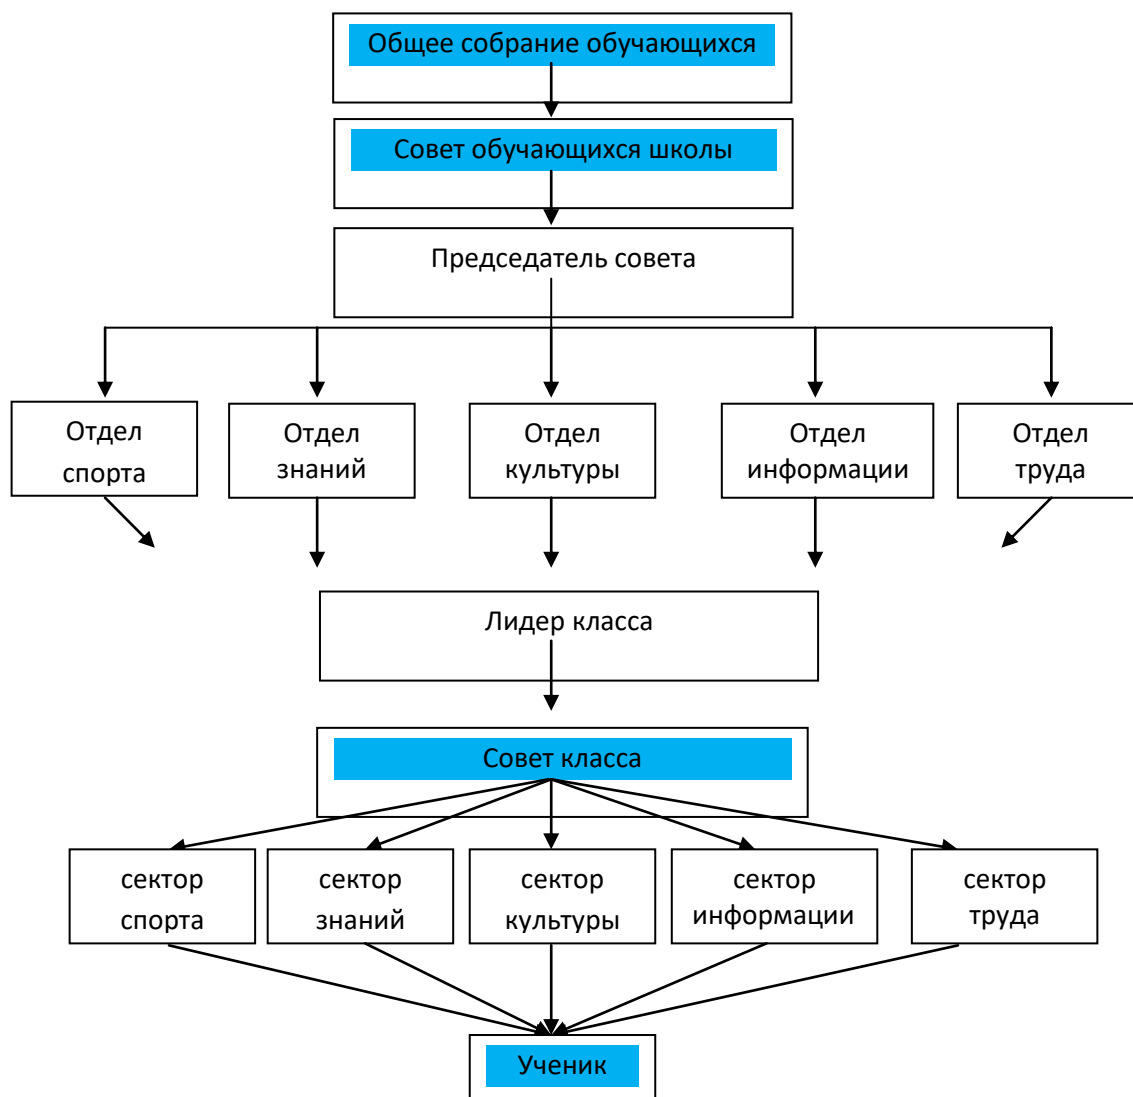 Общее собрание обучающихся
Совет обучающихся школы
Председатель совета
Отдел
спорта
Отдел
знаний
Отдел
культуры
Отдел
информации
Отдел
труда
Лидер класса
Совет класса
сектор
спорта
сектор
знаний
сектор
культуры
сектор
информации
сектор
труда
Ученик